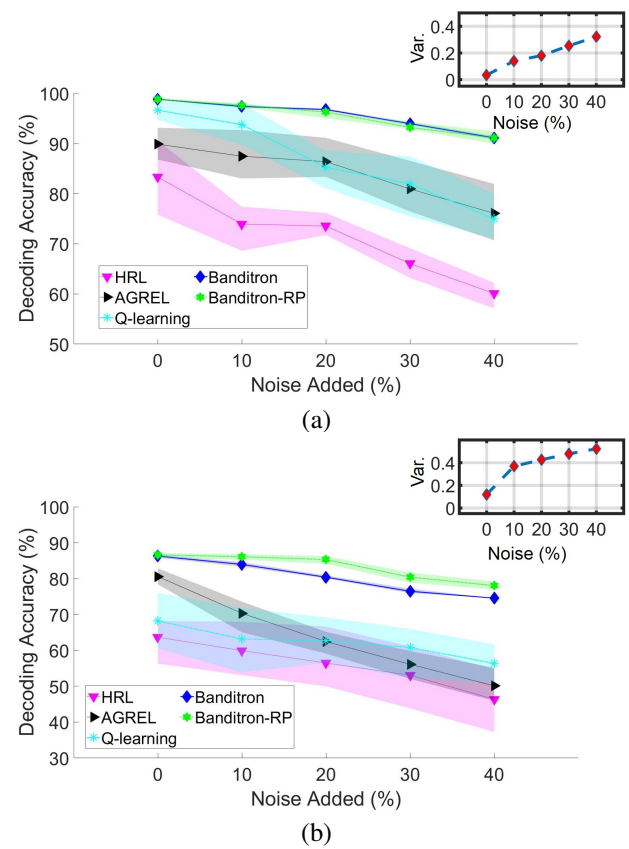 Var.
0.4
0.2
0
0 10 20 30 40
Noise (%)
Decoding Accuracy (%)
100
90
80
70
60
50
HRL
Banditron
AGREL
Banditron-RP
Q-learning
0 10 20 30 40
Noise Added (%)
(a)
Var.
0.4
0.2
0
0 10 20 30 40
Noise (%)
Decoding Accuracy (%)
100
90
80
70
60
50
40
30
HRL
Banditron
AGREL
Banditron-RP
Q-learning
0 10 20 30 40
Noise Added (%)
(b)